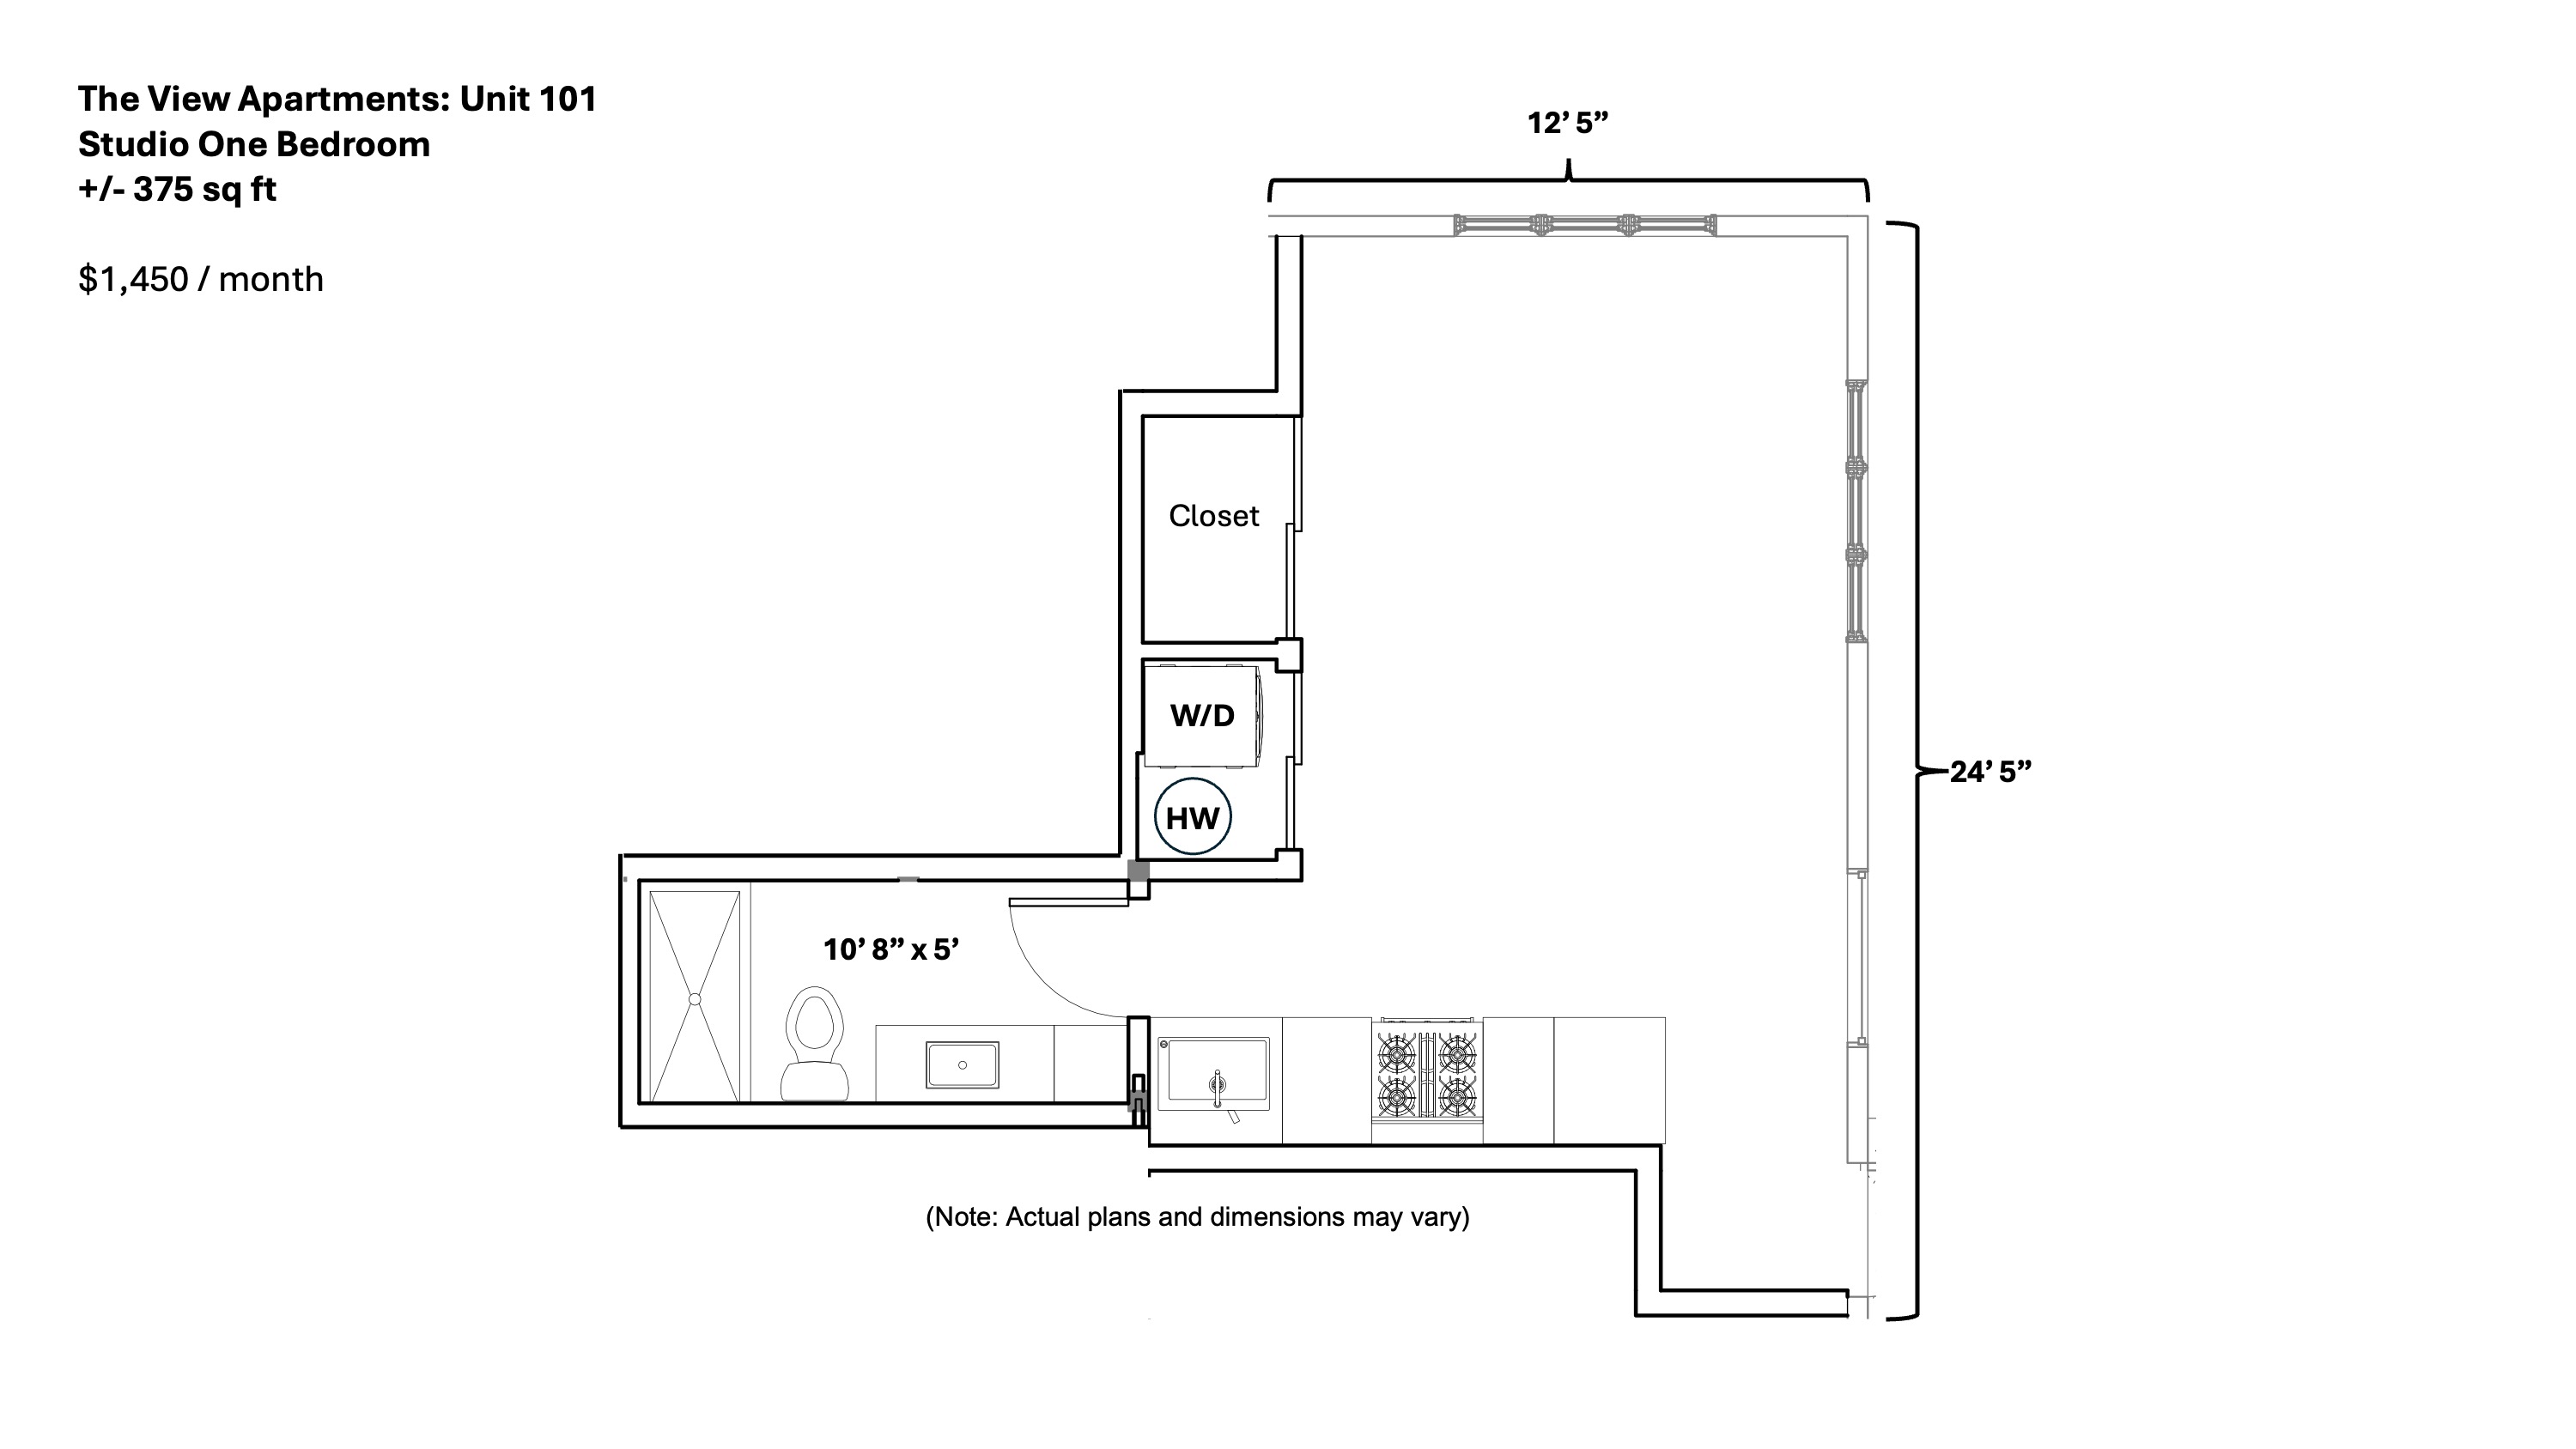 The View Apartments: Unit 101
Studio One Bedroom
+/- 375 sq ft
$1,450 / month
12’ 5”
Closet
W/D
24’ 5”
HW
10’ 8” x 5’
(Note: Actual plans and dimensions may vary)